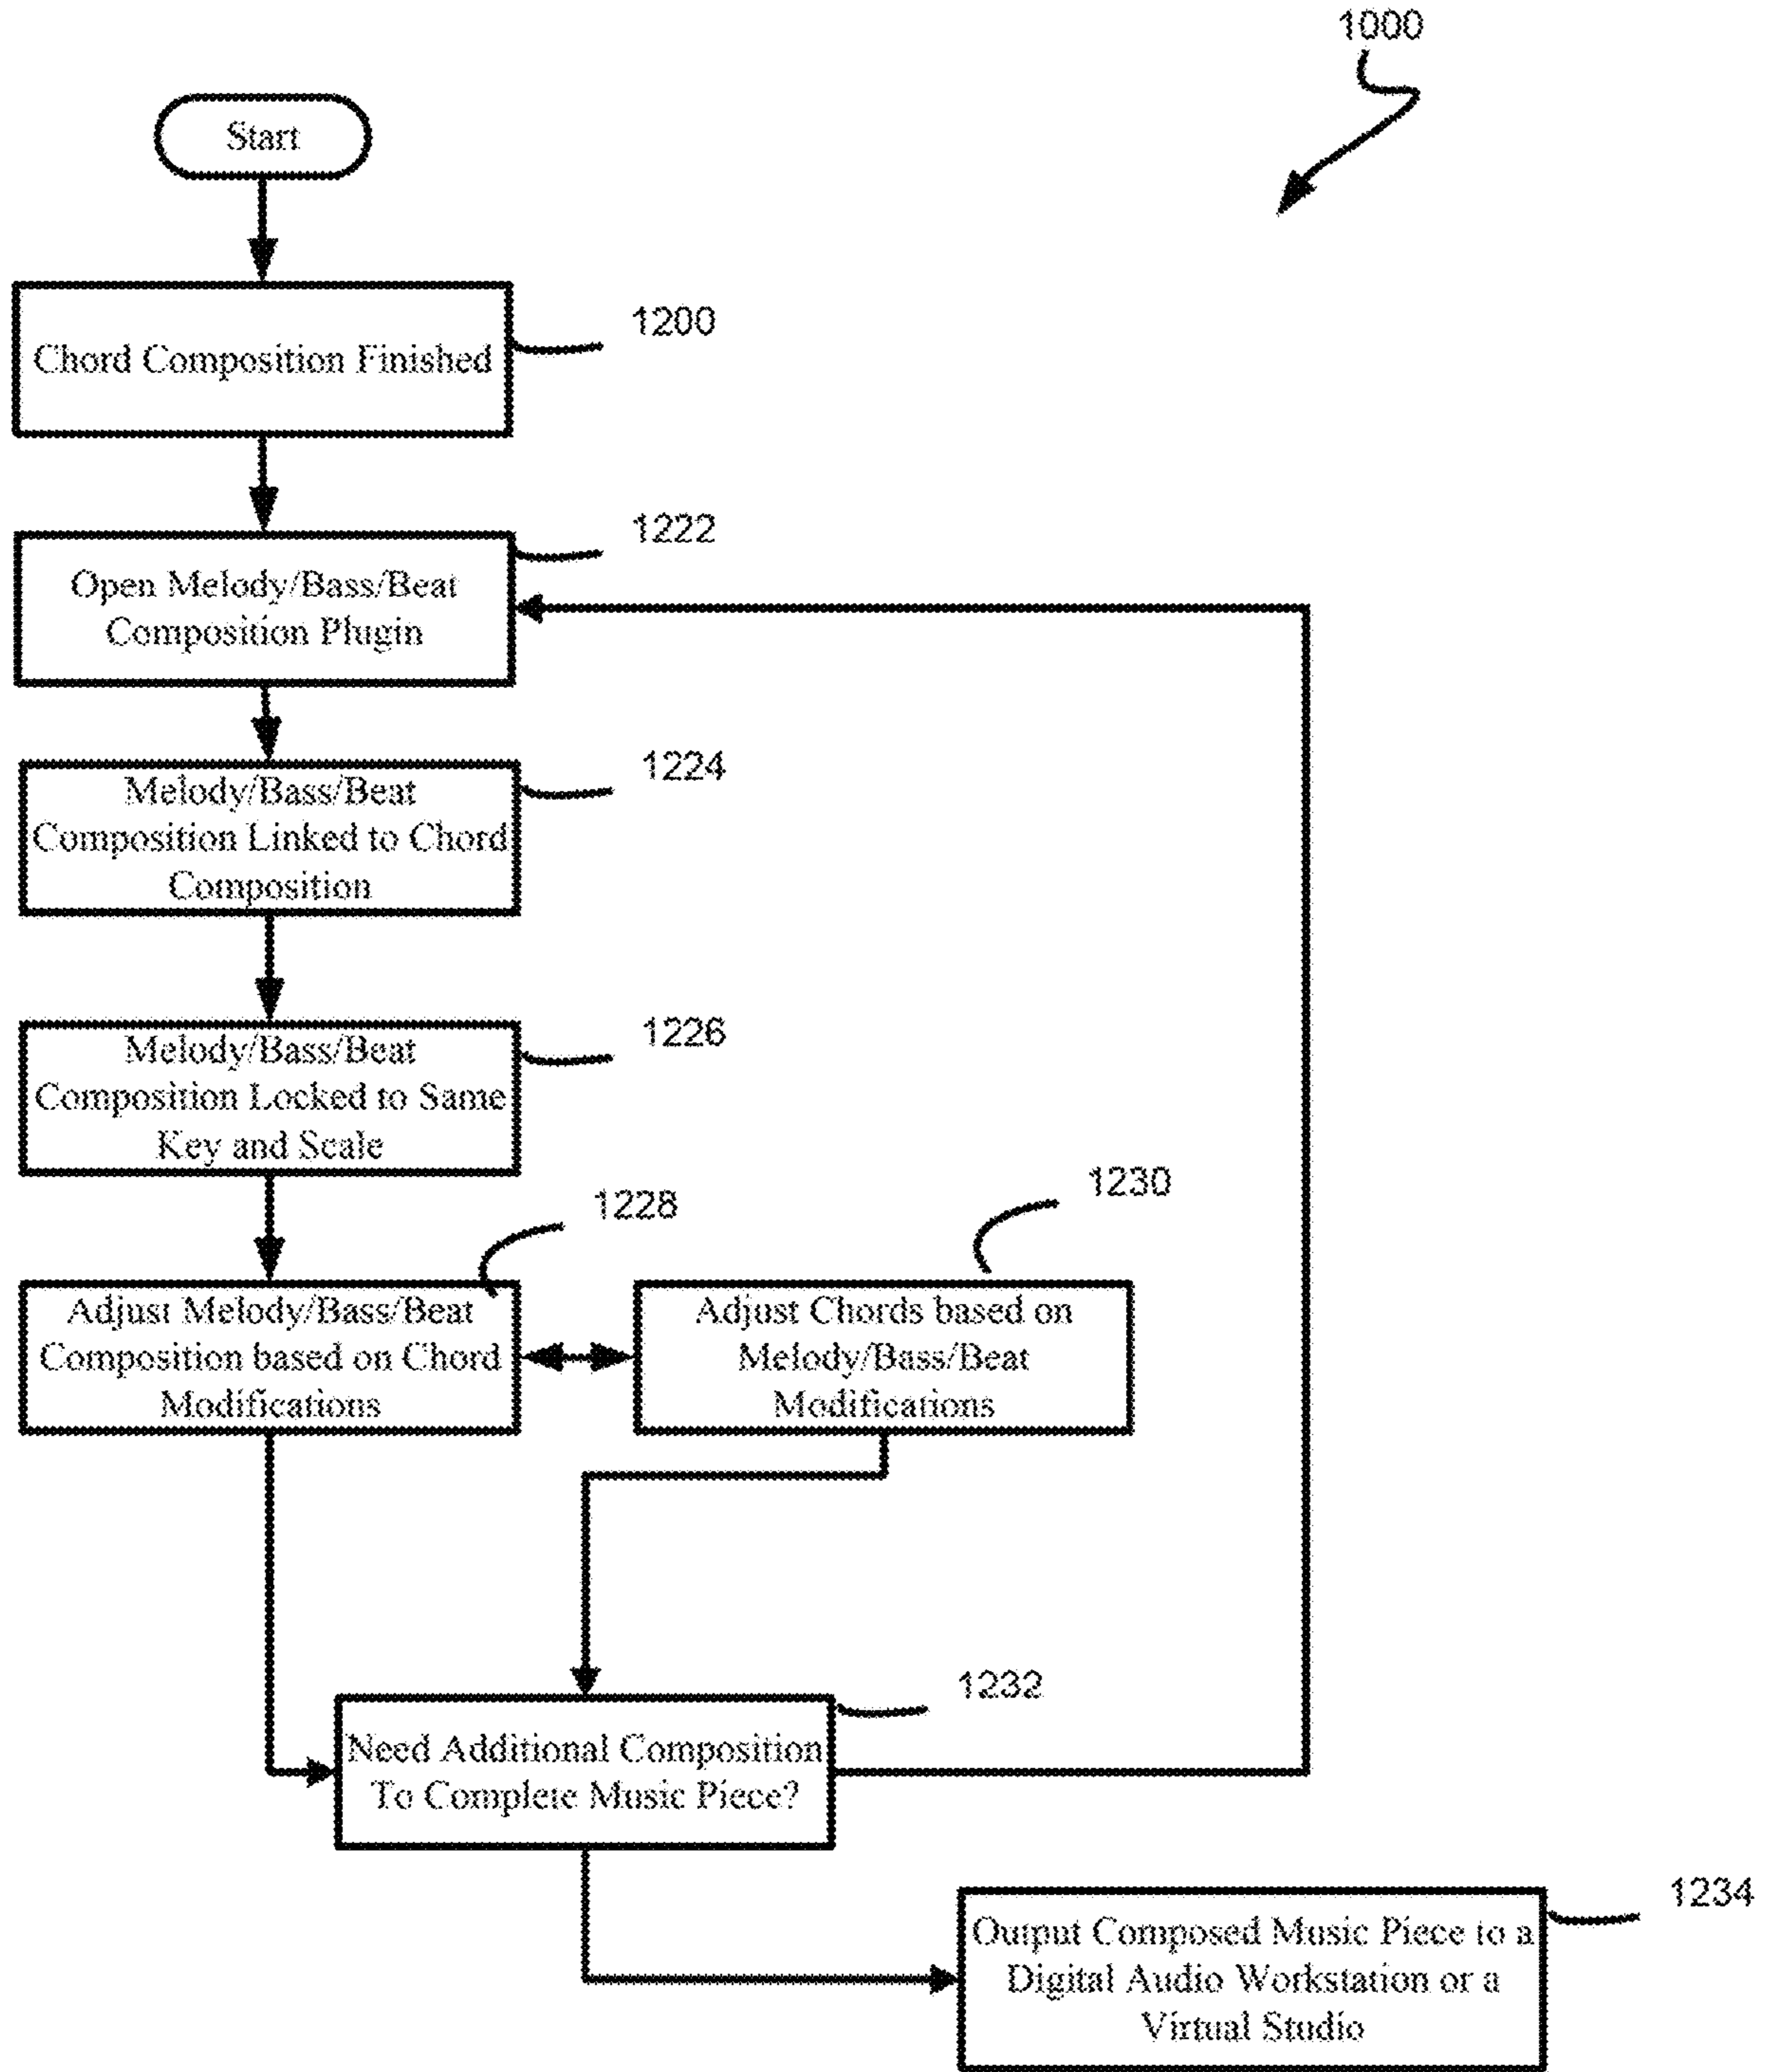 1000
Start
Chord Composition Finished
1200
Open Melody/Bass/Beat
Composition Plugin
1222
Melody/Bass/Beat
Composition Linked to Chord
Composition
1224
Melody/Bass/Beat
Composition Locked to Same
Key and Scale
1226
Adjust Melody/Bass/Beat
Composition based on Chord
Modifications
1228
Adjust Chords based on
Melody/Bass/Beat
Modifications
1230
Need Additional Composition
To Complete Music Piece?
1232
Output Composed Music Piece to a
Digital Audio Workstation or a
Virtual Studio
1234